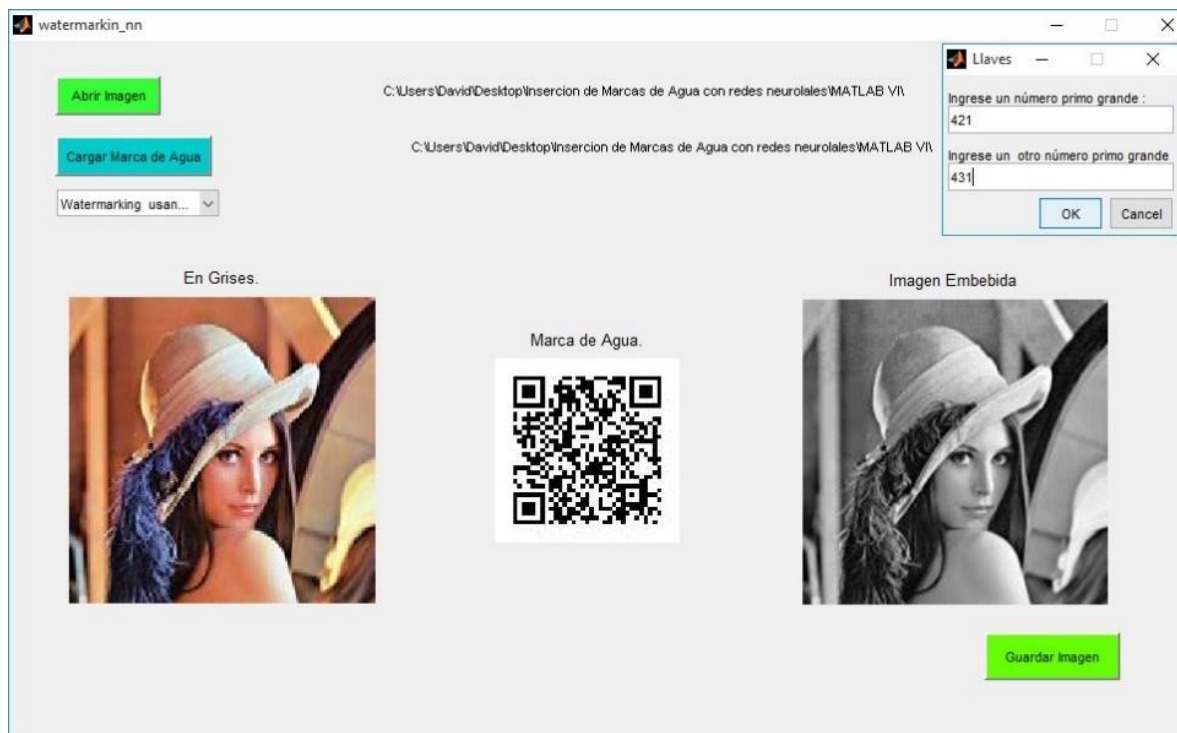 watermarkin_nn
Llaves
Abrir Imagen
C:\Users\David\Desktop\Insercion de Marcas de Agua con redes neurolales\MATLAB VI\
Ingrese un número primo grande :
421
Cargar Marca de Agua
C:\Users\David\Desktop\Insercion de Marcas de Agua con redes neurolales\MATLAB VI\
Ingrese un otro número primo grande
431
Watermarking usan...
OK
Cancel
En Grises.
Imagen Embebida
Marca de Agua.
Guardar Imagen